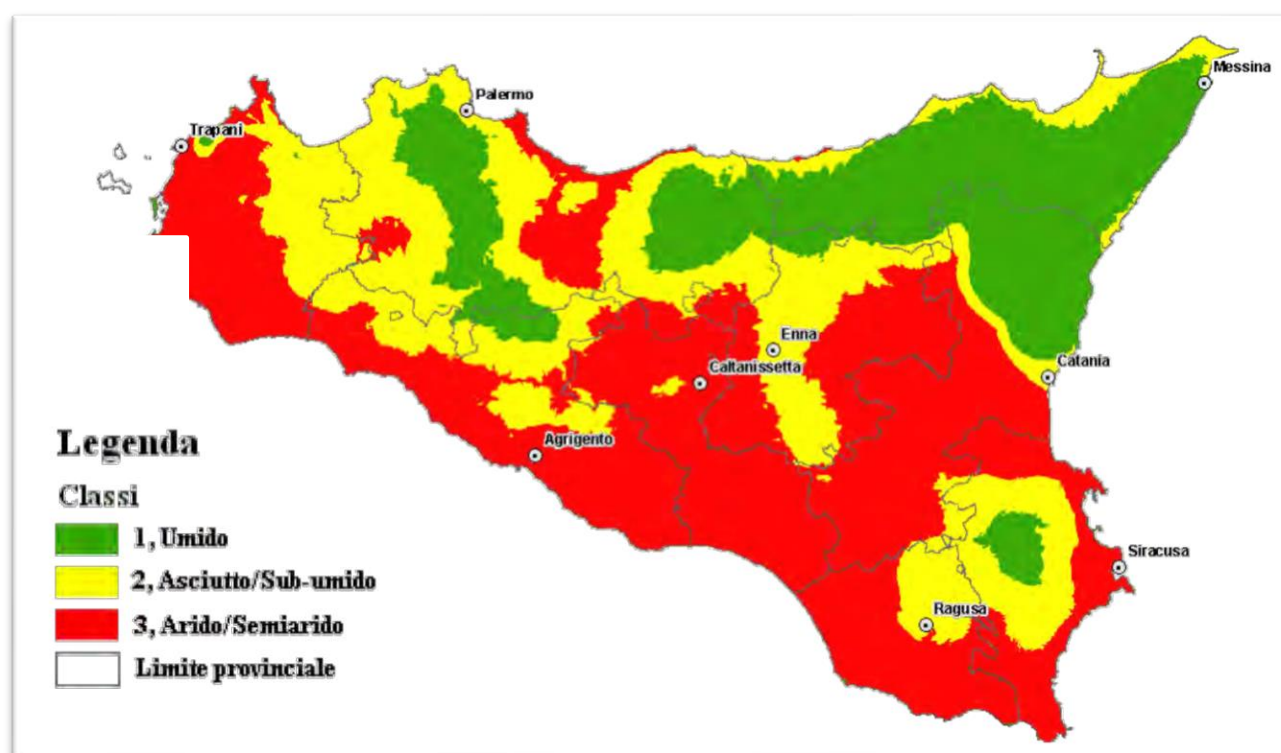 Messina
Palermo
Trapani
Enna
Caltanissetta
Catania
Agrigento
Siracusa
Ragusa
Legenda
Classi
1, Umido
2, Asciutto/Sub-umido
3, Arido/Semiarido
Limite provinciale